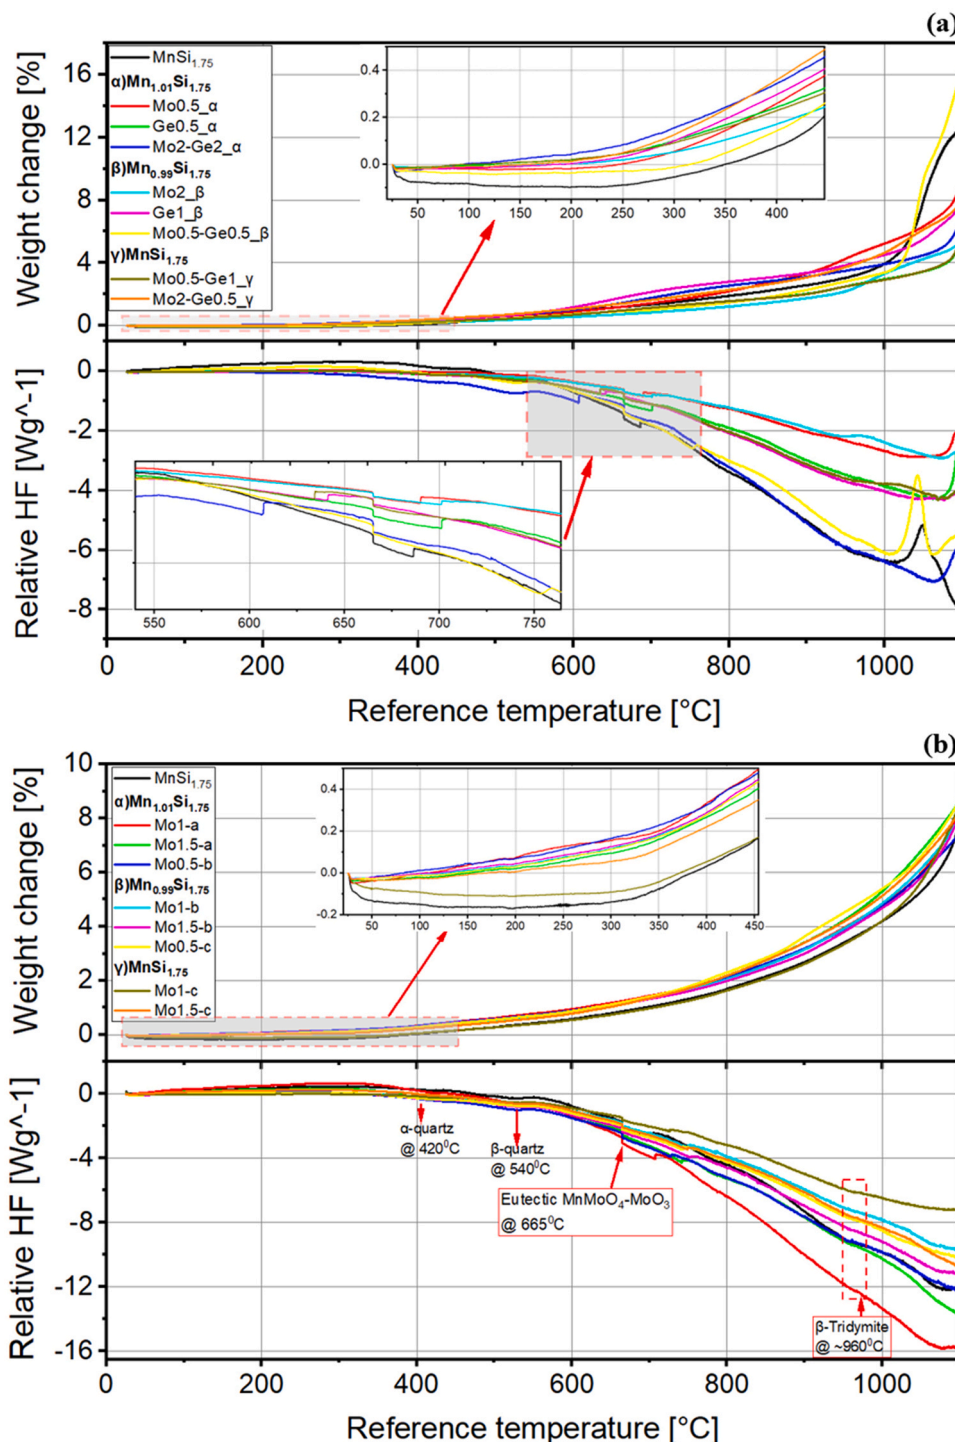 (a)
Weight change [%]
16
12
8
4
0
MnSi1.75
α)Mn1.01Si1.75
Mo0.5_α
Ge0.5_α
Mo2-Ge2_α
β)Mn0.99Si1.75
Mo2_β
Ge1_β
Mo0.5-Ge0.5_β
γ)MnSi1.75
Mo0.5-Ge1_γ
Mo2-Ge0.5_γ
0.4
0.2
0.0
50 100 150 200 250 300 350 400
Relative HF [Wg^-1]
0
-2
-4
-6
-8
550 600 650 700 750
0 200 400 600 800 1000
Reference temperature [°C]
(b)
Weight change [%]
10
8
6
4
2
0
MnSi1.75
α)Mn1.01Si1.75
Mo1-a
Mo1.5-a
Mo0.5-b
β)Mn0.99Si1.75
Mo1-b
Mo1.5-b
Mo0.5-c
γ)MnSi1.75
Mo1-c
Mo1.5-c
0.4
0.2
0.0
-0.2
50 100 150 200 250 300 350 400 450
Relative HF [Wg^-1]
0
-4
-8
-12
-16
α-quartz
@ 420⁰C
β-quartz
@ 540⁰C
Eutectic MnMoO4-MoO3
@ 665⁰C
β-Tridymite
@ ~960⁰C
0 200 400 600 800 1000
Reference temperature [°C]